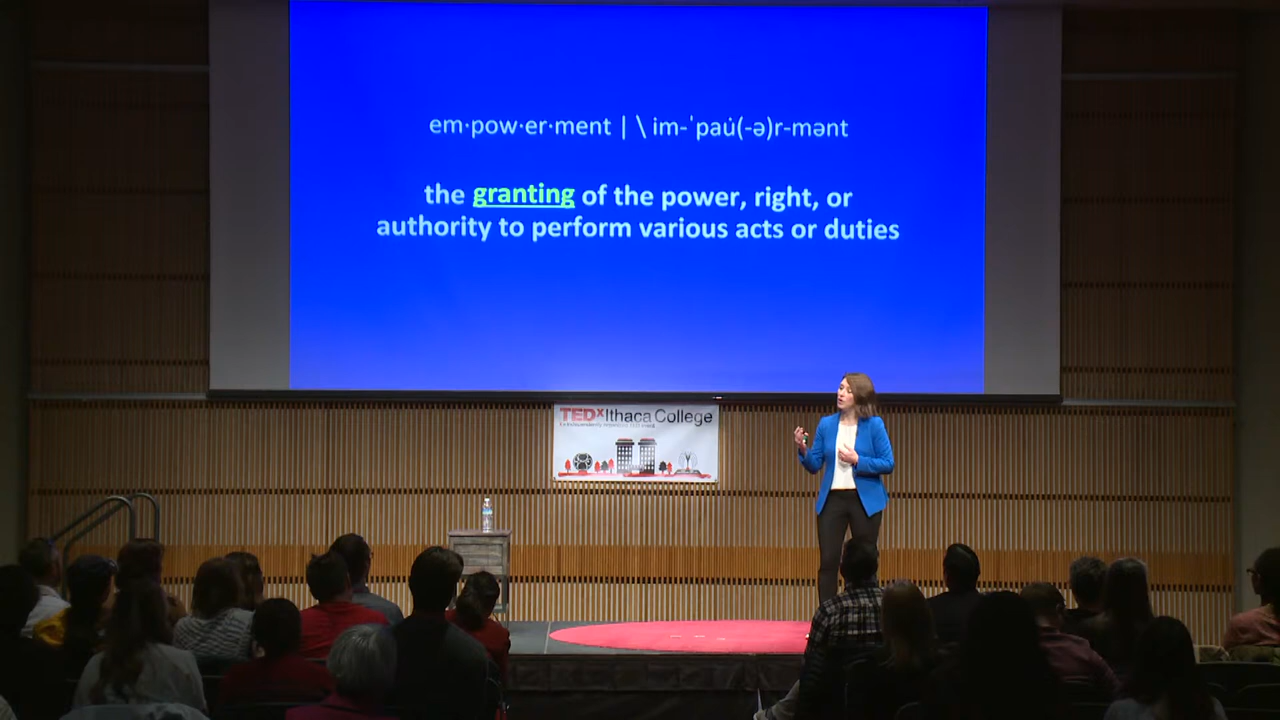 em·pow·er·ment | \ im-ˈpau̇(-ə)r-mənt
the granting of the power, right, or
authority to perform various acts or duties
TEDxIthaca College